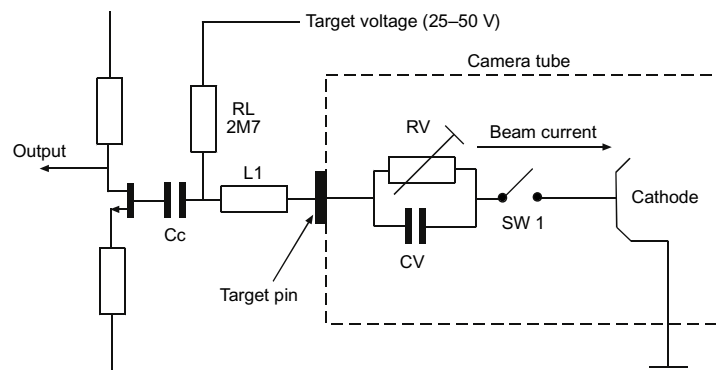 Target voltage (25–50 V)
Camera tube
RL
2M7
RV
Beam current
Output
L1
Cathode
SW 1
Cc
CV
Target pin